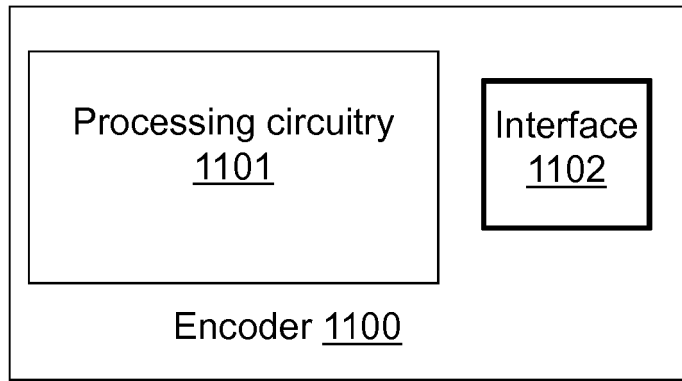 Processing circuitry
1101
Interface
1102
Encoder 1100